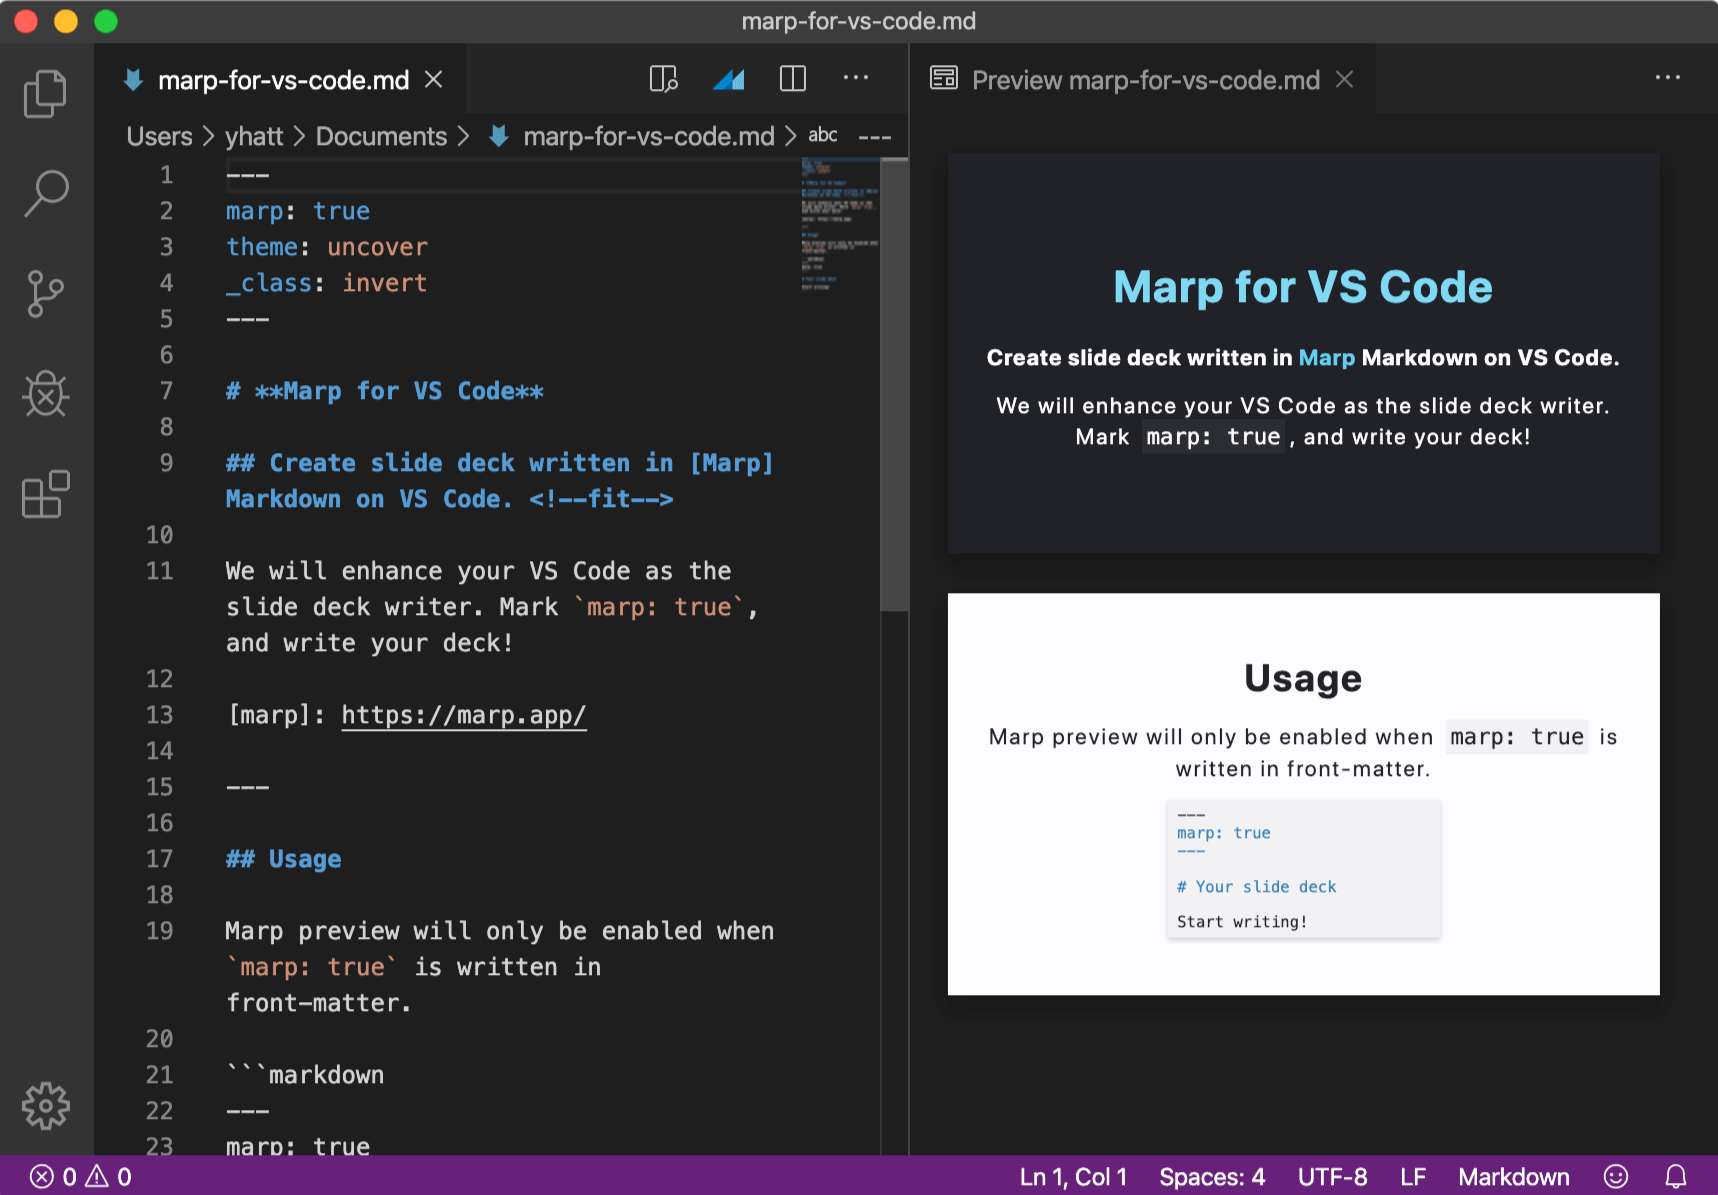 marp-for-vs-code.md
marp-for-vs-code.md
Users > yhatt > Documents > marp-for-vs-code.md > abc ---
1 ---
2 marp: true
3 theme: uncover
4 _class: invert
5 ---
6
7 # **Marp for VS Code**
8
9 ## Create slide deck written in [Marp]
Markdown on VS Code. <!--fit-->
10
11 We will enhance your VS Code as the
slide deck writer. Mark `marp: true`,
and write your deck!
12
13 [marp]: https://marp.app/
14
15 ---
16
17 ## Usage
18
19 Marp preview will only be enabled when
`marp: true` is written in
front-matter.
20
21 ```markdown
22 ---
23 marp: true
Preview marp-for-vs-code.md
Marp for VS Code
Create slide deck written in Marp Markdown on VS Code.
We will enhance your VS Code as the slide deck writer.
Mark marp: true , and write your deck!
Usage
Marp preview will only be enabled when marp: true is
written in front-matter.
---
marp: true
---
# Your slide deck
Start writing!
0 0
Ln 1, Col 1 Spaces: 4 UTF-8 LF Markdown